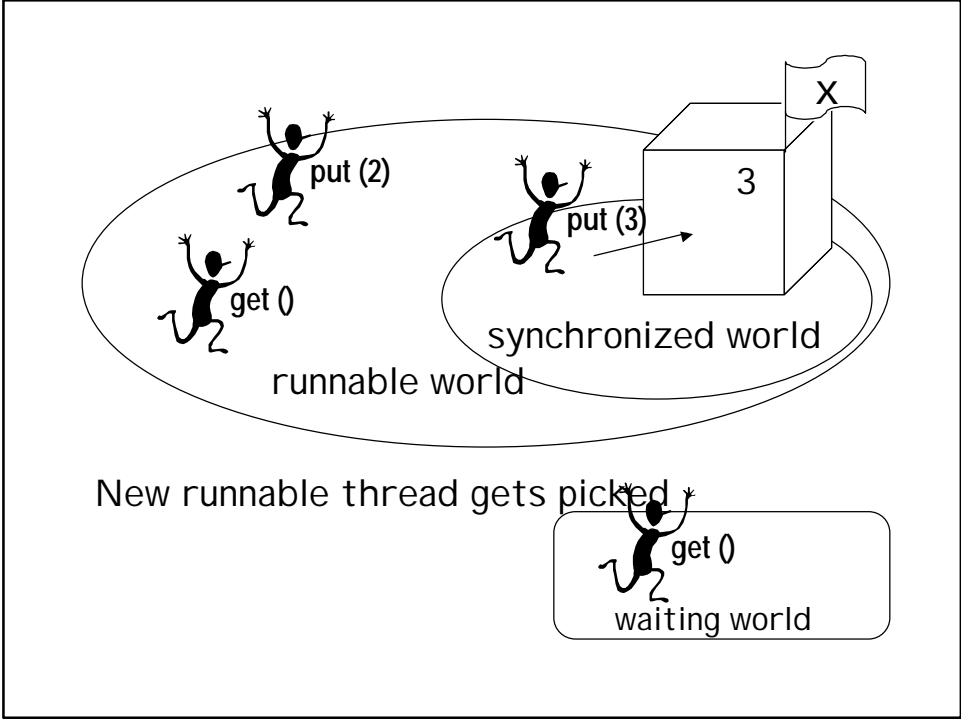 X
3
put (2)
put (3)
get ()
synchronized world
runnable world
New runnable thread gets picked
get ()
waiting world